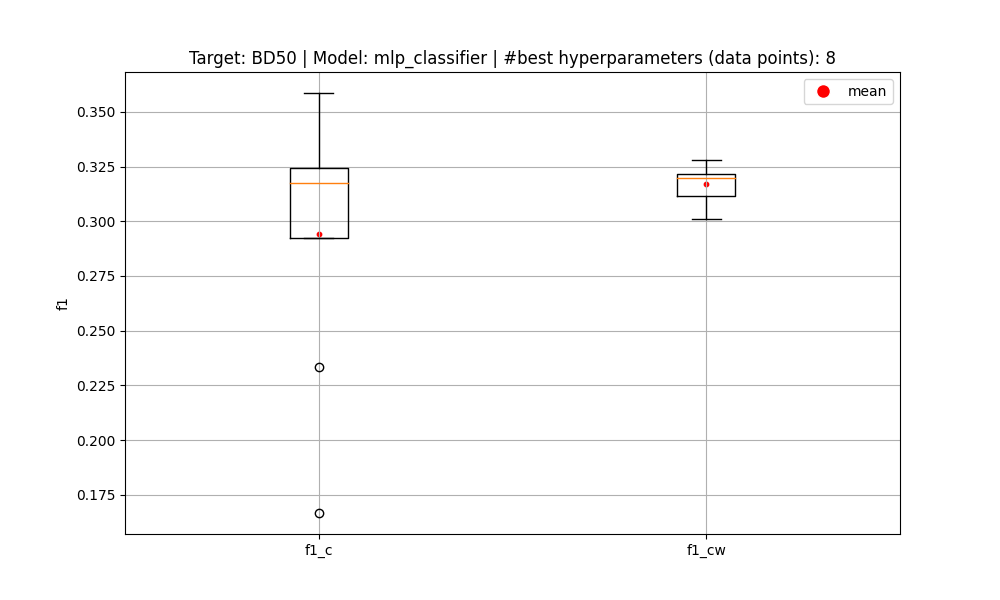 Target: BD50 | Model: mlp_classifier | #best hyperparameters (data points): 8
mean
0.350
0.325
0.300
0.275
0.250
0.225
0.200
0.175
f1
f1_c
f1_cw